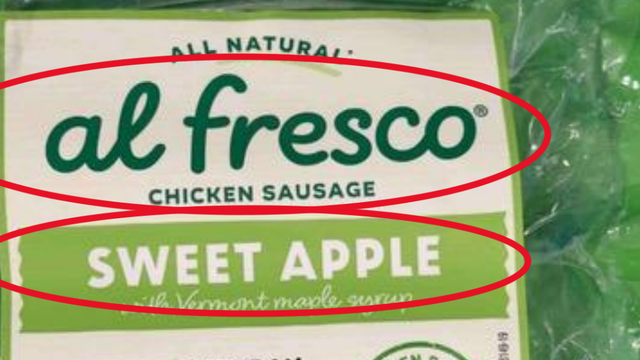 ALL NATURAL*
al fresco®
CHICKEN SAUSAGE
SWEET APPLE
with Vermont maple syrup